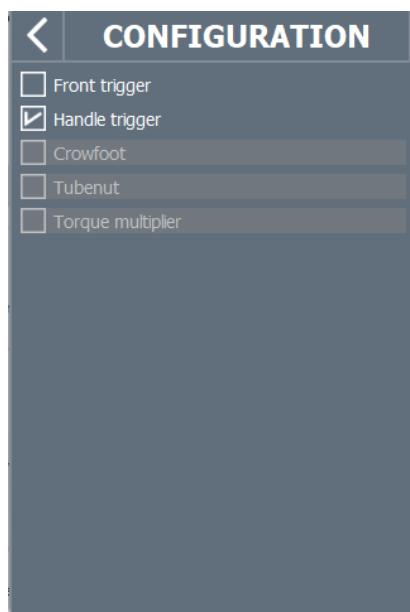 CONFIGURATION
Front trigger
Handle trigger
Crowfoot
Tubenut
Torque multiplier